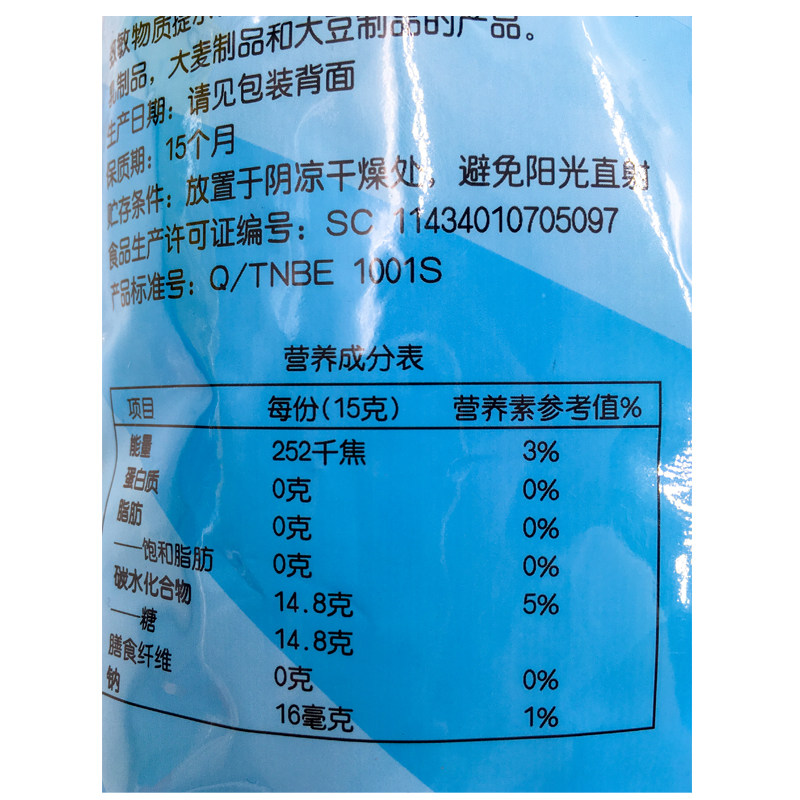 敏物质提示
制品，大麦制品和大豆制品的产品。
生产日期：请见包装背面
保质期：15个月
贮存条件：放置于阴凉干燥处，避免阳光直射
食品生产许可证编号：SC 11434010705097
产品标准号：Q/TNBE 1001S
营养成分表
项目 每份(15克) 营养素参考值%
能量 252千焦 3%
蛋白质 0克 0%
脂肪 0克 0%
——饱和脂肪 0克 0%
碳水化合物 14.8克 5%
——糖 14.8克
膳食纤维 0克 0%
钠 16毫克 1%